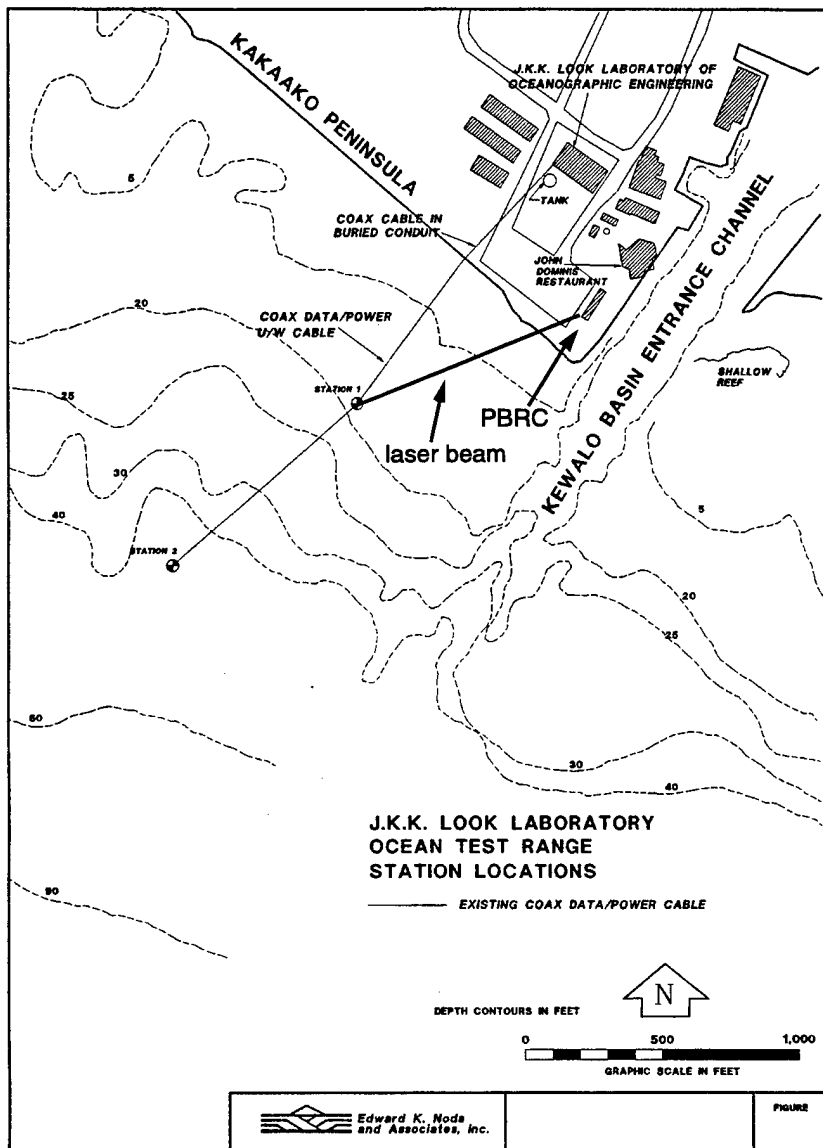 KAKAAKO PENINSULA
J.K.K. LOOK LABORATORY OF
OCEANOGRAPHIC ENGINEERING
5
TANK
COAX CABLE IN
BURIED CONDUIT
JOHN
DOMINIS
RESTAURANT
20
COAX DATA/POWER
U/W CABLE
KEWALO BASIN ENTRANCE CHANNEL
SHALLOW
REEF
STATION 1
25
PBRC
laser beam
30
5
40
STATION 2
20
25
60
30
40
J.K.K. LOOK LABORATORY
OCEAN TEST RANGE
STATION LOCATIONS
EXISTING COAX DATA/POWER CABLE
90
N
DEPTH CONTOURS IN FEET
0 500 1,000
GRAPHIC SCALE IN FEET
Edward K. Noda
and Associates, Inc.
FIGURE